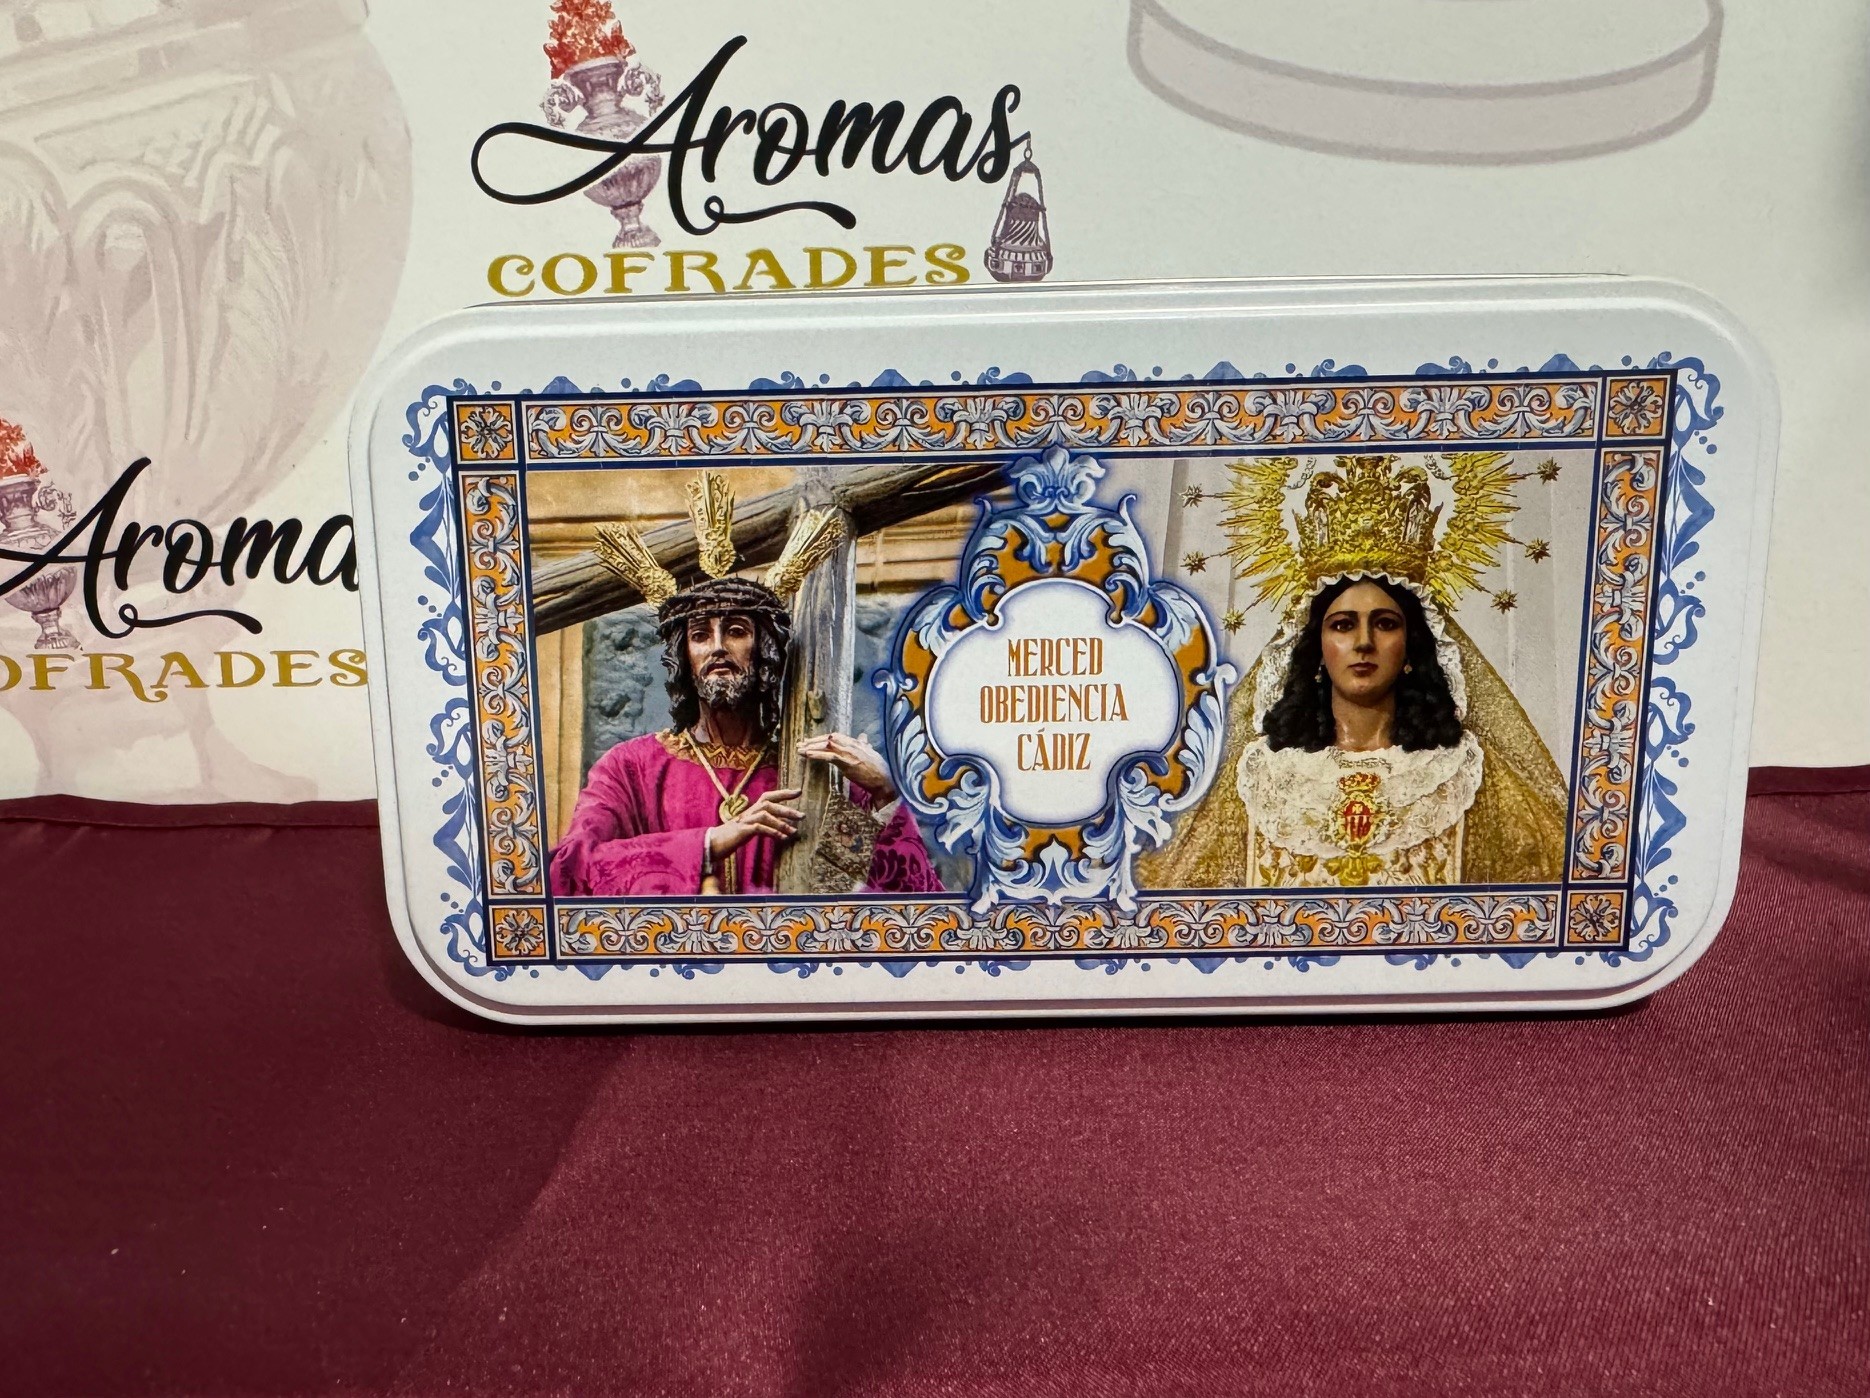 Aromas
COFRADES
Aroma
OFRADES
MERCED
OBEDIENCIA
CÁDIZ